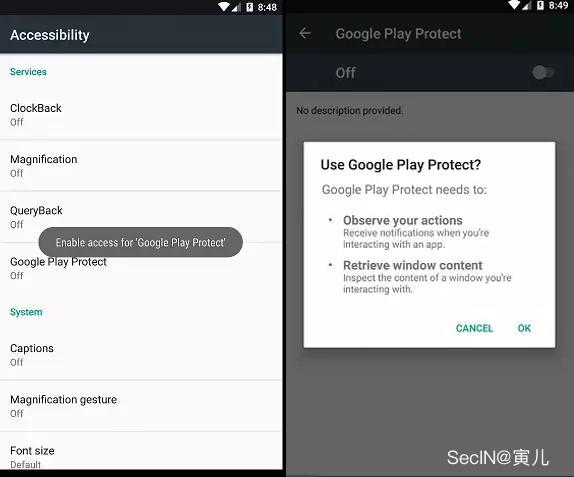 8:48
Accessibility
Services
ClockBack
Off
Magnification
Off
QueryBack
Off
Enable access for 'Google Play Protect'
Google Play Protect
Off
System
Captions
Off
Magnification gesture
Off
Font size
Default
8:49
Google Play Protect
Off
No description provided.
Use Google Play Protect?
Google Play Protect needs to:
• Observe your actions
Receive notifications when you're
interacting with an app.
• Retrieve window content
Inspect the content of a window you're
interacting with.
CANCEL OK
SecIN@寅儿